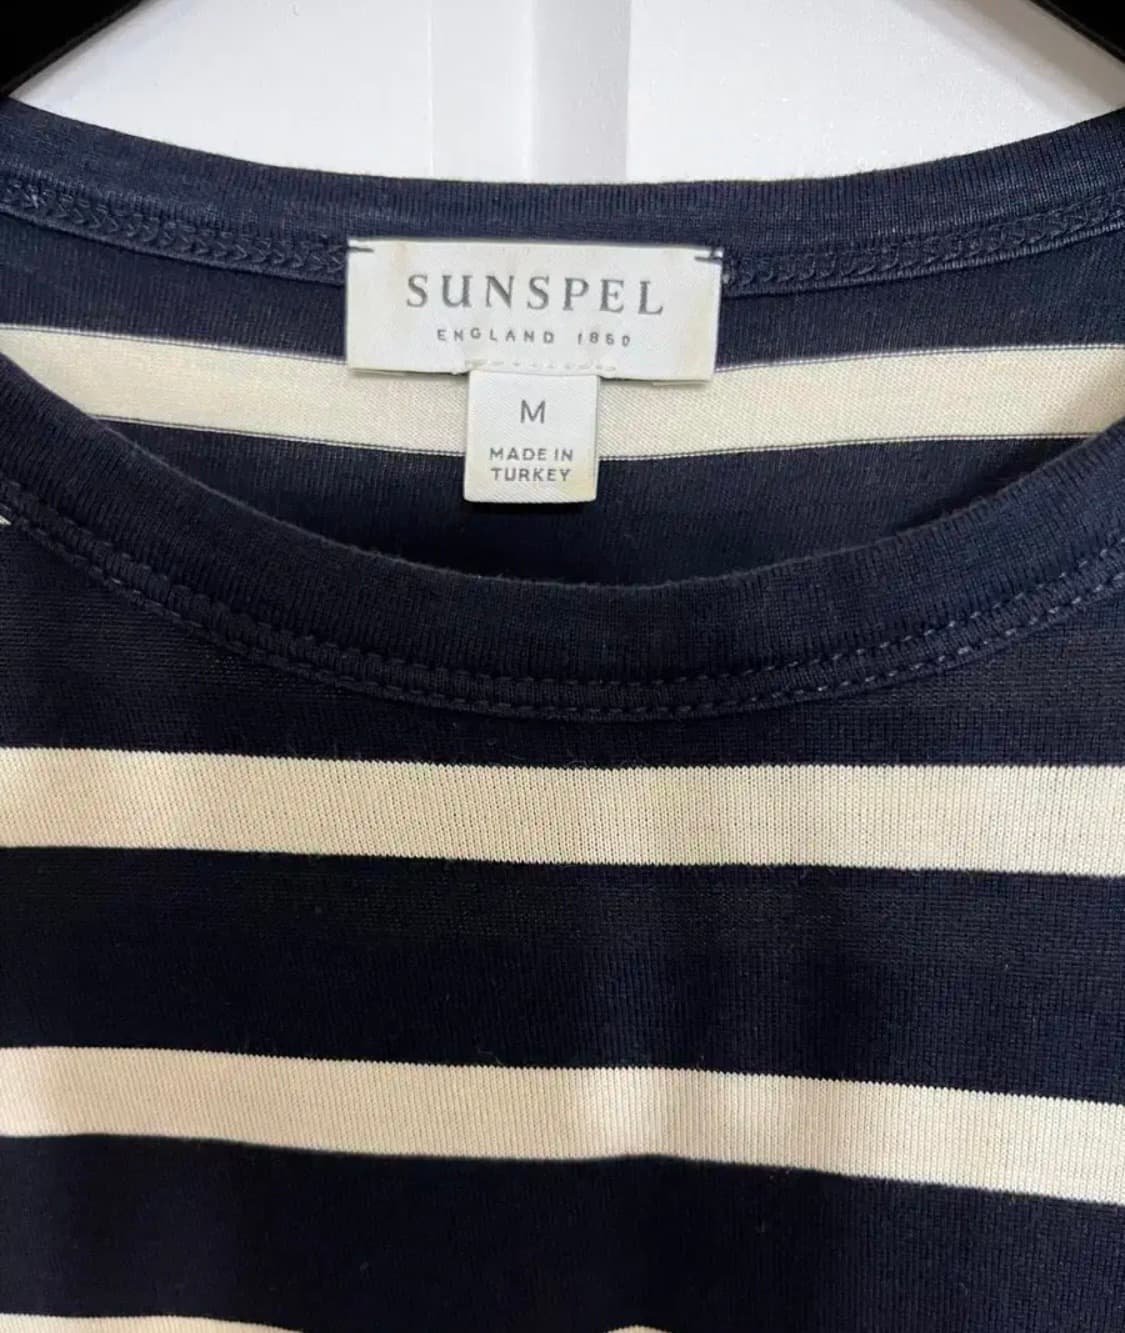 SUNSPEL
ENGLAND 1860
M
MADE IN
TURKEY